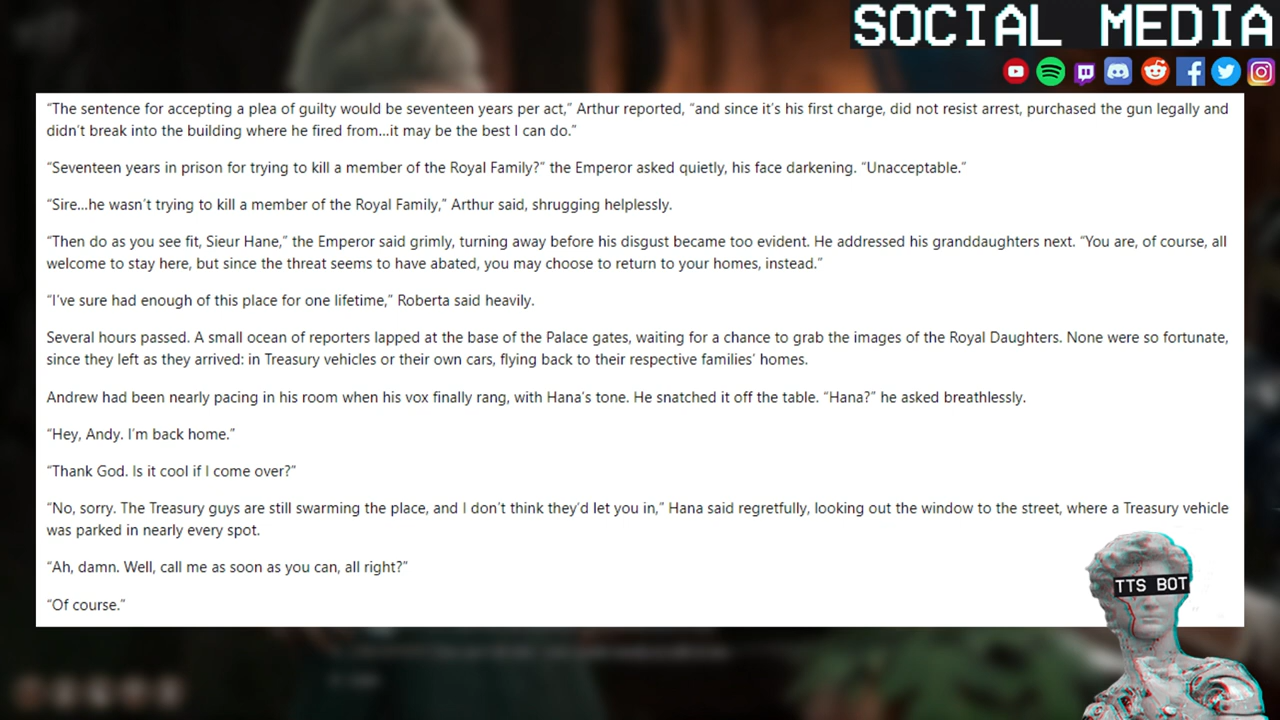 SOCIAL MEDIA
“The sentence for accepting a plea of guilty would be seventeen years per act,” Arthur reported, “and since it’s his first charge, did not resist arrest, purchased the gun legally and
didn’t break into the building where he fired from…it may be the best I can do.”
“Seventeen years in prison for trying to kill a member of the Royal Family?” the Emperor asked quietly, his face darkening. “Unacceptable.”
“Sire…he wasn’t trying to kill a member of the Royal Family,” Arthur said, shrugging helplessly.
“Then do as you see fit, Sieur Hane,” the Emperor said grimly, turning away before his disgust became too evident. He addressed his granddaughters next. “You are, of course, all
welcome to stay here, but since the threat seems to have abated, you may choose to return to your homes, instead.”
“I’ve sure had enough of this place for one lifetime,” Roberta said heavily.
Several hours passed. A small ocean of reporters lapped at the base of the Palace gates, waiting for a chance to grab the images of the Royal Daughters. None were so fortunate,
since they left as they arrived: in Treasury vehicles or their own cars, flying back to their respective families’ homes.
Andrew had been nearly pacing in his room when his vox finally rang, with Hana’s tone. He snatched it off the table. “Hana?” he asked breathlessly.
“Hey, Andy. I’m back home.”
“Thank God. Is it cool if I come over?”
“No, sorry. The Treasury guys are still swarming the place, and I don’t think they’d let you in,” Hana said regretfully, looking out the window to the street, where a Treasury vehicle
was parked in nearly every spot.
“Ah, damn. Well, call me as soon as you can, all right?”
“Of course.”
TTS BOT